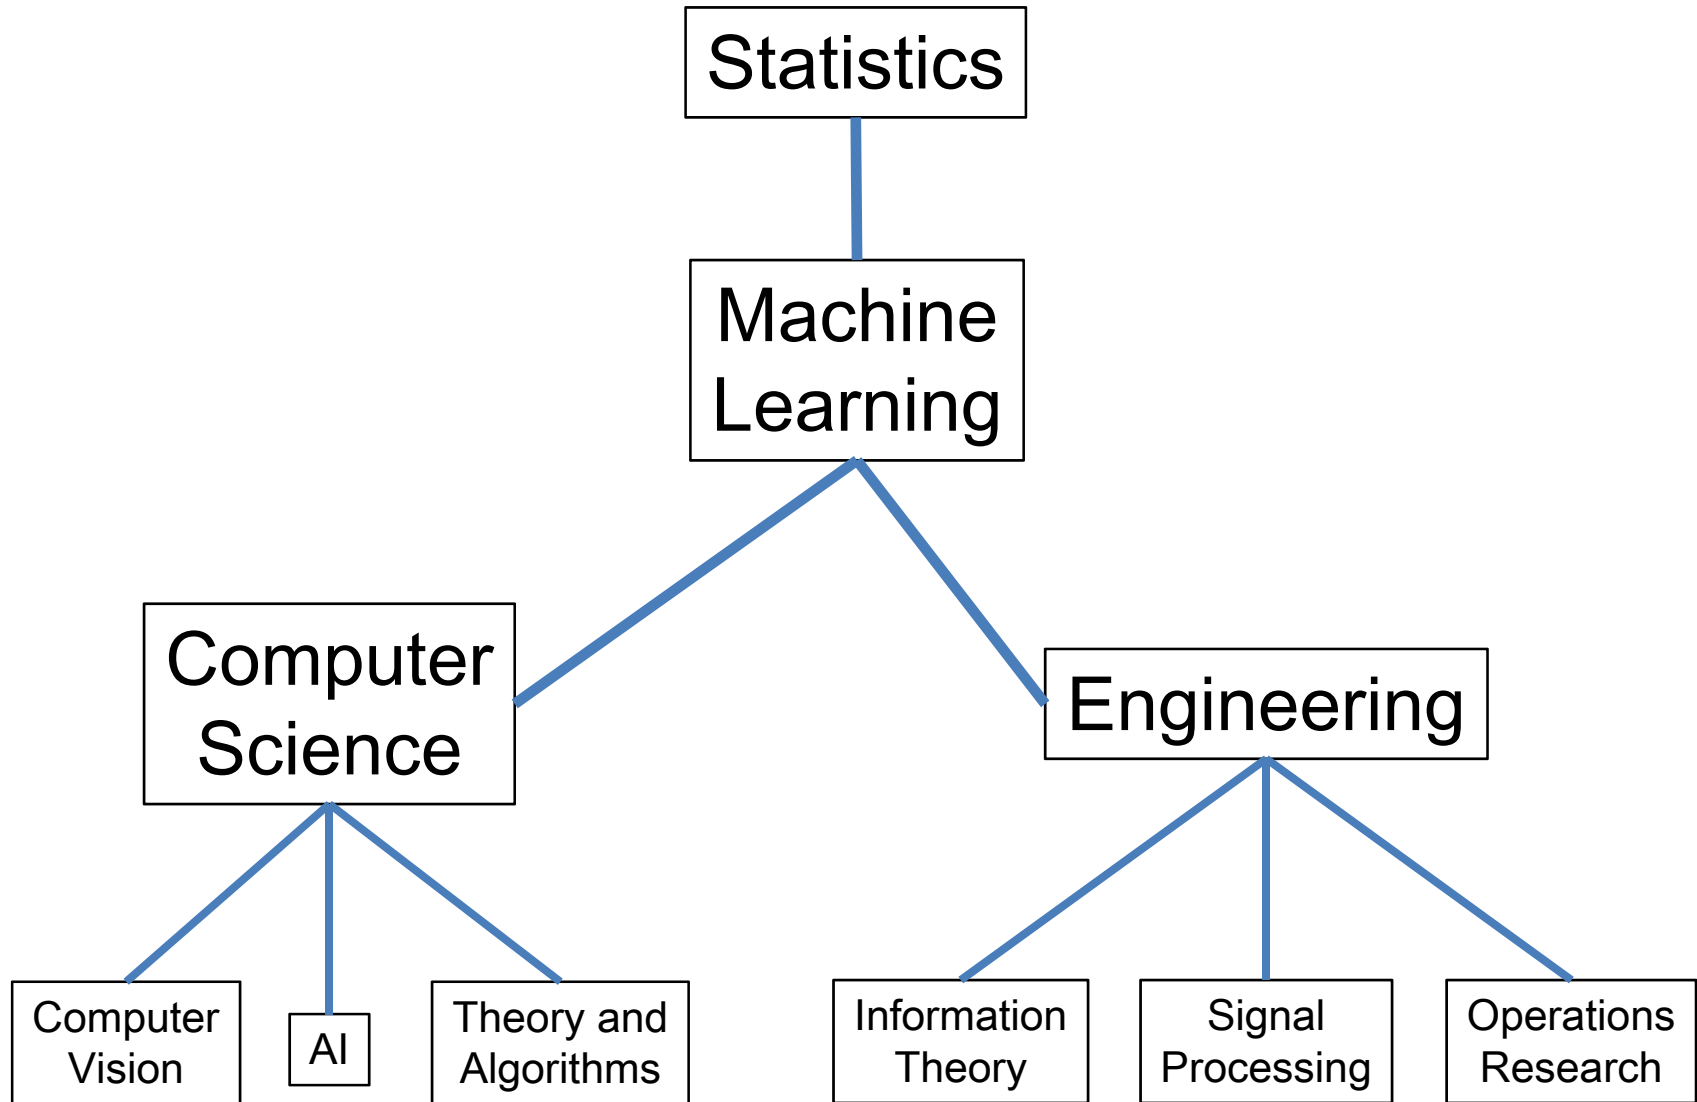 Statistics
Machine
Learning
Computer
Science
Engineering
Computer
Vision
AI
Theory and
Algorithms
Information
Theory
Signal
Processing
Operations
Research